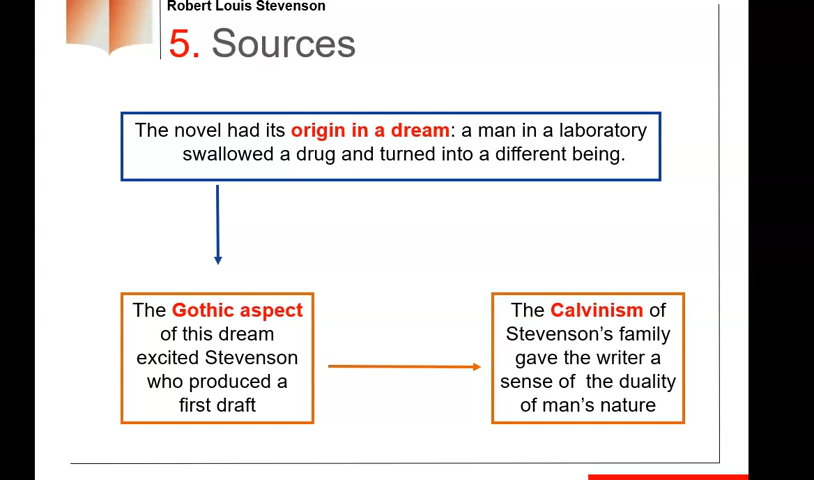 Robert Louis Stevenson
5. Sources
The novel had its origin in a dream: a man in a laboratory
swallowed a drug and turned into a different being.
The Gothic aspect
of this dream
excited Stevenson
who produced a
first draft
The Calvinism of
Stevenson’s family
gave the writer a
sense of the duality
of man’s nature